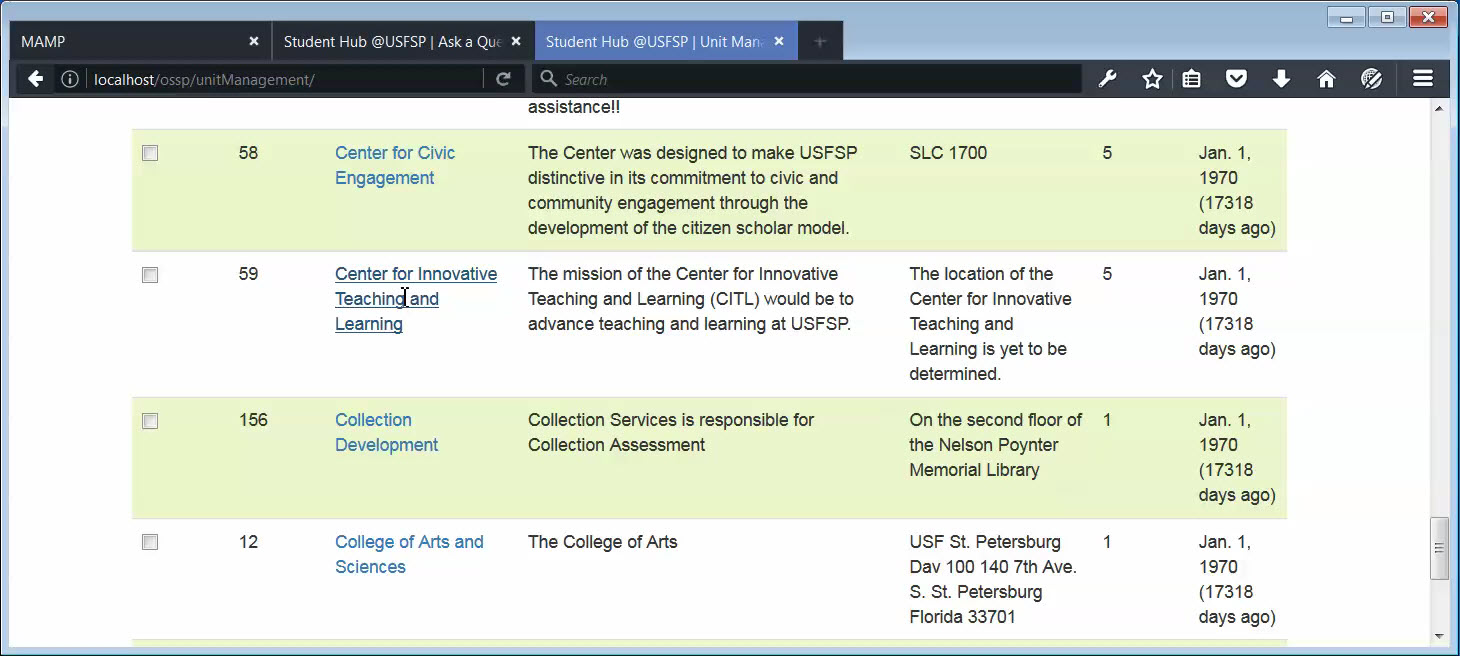 MAMP
Student Hub @USFSP | Ask a Que
Student Hub @USFSP | Unit Man
localhost/ossp/unitManagement/
Search
assistance!!
58
Center for Civic
Engagement
The Center was designed to make USFSP
distinctive in its commitment to civic and
community engagement through the
development of the citizen scholar model.
SLC 1700
5
Jan. 1,
1970
(17318
days ago)
59
Center for Innovative
Teaching and
Learning
The mission of the Center for Innovative
Teaching and Learning (CITL) would be to
advance teaching and learning at USFSP.
The location of the
Center for Innovative
Teaching and
Learning is yet to be
determined.
5
Jan. 1,
1970
(17318
days ago)
156
Collection
Development
Collection Services is responsible for
Collection Assessment
On the second floor of
the Nelson Poynter
Memorial Library
1
Jan. 1,
1970
(17318
days ago)
12
College of Arts and
Sciences
The College of Arts
USF St. Petersburg
Dav 100 140 7th Ave.
S. St. Petersburg
Florida 33701
1
Jan. 1,
1970
(17318
days ago)